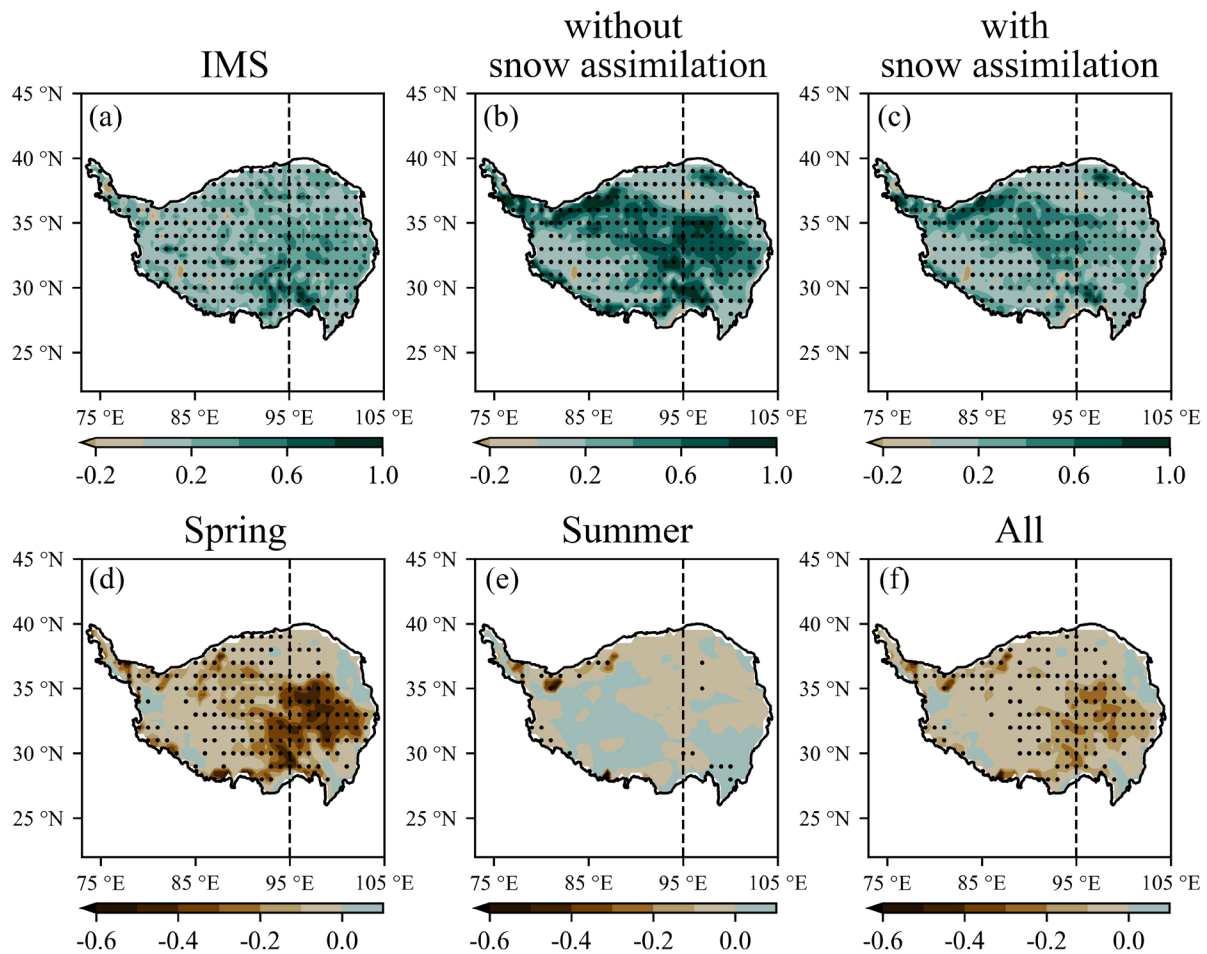 IMS
without
snow assimilation
with
snow assimilation
45 °N
40 °N
35 °N
30 °N
25 °N
(a)
75 °E
85 °E
95 °E
105 °E
-0.2
0.2
0.6
1.0
45 °N
40 °N
35 °N
30 °N
25 °N
(b)
75 °E
85 °E
95 °E
105 °E
-0.2
0.2
0.6
1.0
45 °N
40 °N
35 °N
30 °N
25 °N
(c)
75 °E
85 °E
95 °E
105 °E
-0.2
0.2
0.6
1.0
Spring
Summer
All
45 °N
40 °N
35 °N
30 °N
25 °N
(d)
75 °E
85 °E
95 °E
105 °E
-0.6
-0.4
-0.2
0.0
45 °N
40 °N
35 °N
30 °N
25 °N
(e)
75 °E
85 °E
95 °E
105 °E
-0.6
-0.4
-0.2
0.0
45 °N
40 °N
35 °N
30 °N
25 °N
(f)
75 °E
85 °E
95 °E
105 °E
-0.6
-0.4
-0.2
0.0